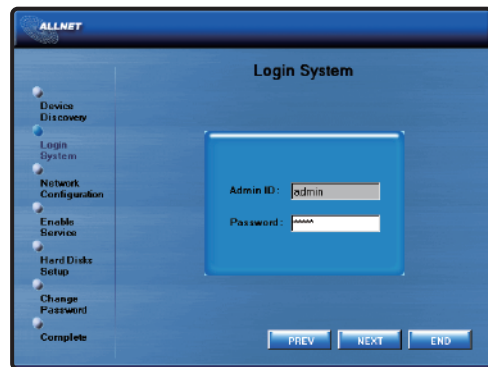 ALLNET
Login System
Device
Discovery
Login
System
Network
Configuration
Enable
Service
Hard Disks
Setup
Change
Password
Complete
Admin ID:
admin
Password:
*****
PREV
NEXT
END